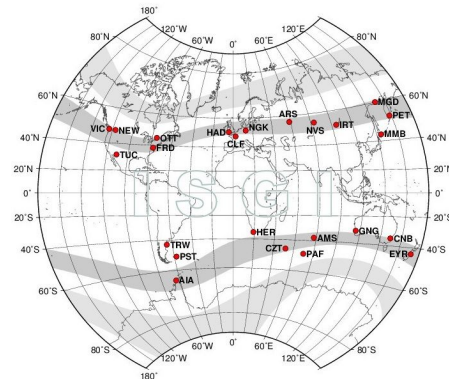 180˚
120˚W
60˚W
0˚
60˚E
120˚E
180˚
80˚N
80˚N
60˚N
60˚N
MGD
ARS
PET
VIC
NEW
OTT
HAD
NGK
NVS
IRT
40˚N
40˚N
FRD
CLF
MMB
TUC
20˚N
20˚N
0˚
0˚
ISGI
20˚S
20˚S
HER
GNG
TRW
CZT
AMS
CNB
40˚S
40˚S
PST
PAF
EYR
AIA
60˚S
60˚S
80˚S
80˚S
180˚
120˚W
60˚W
0˚
60˚E
120˚E
180˚